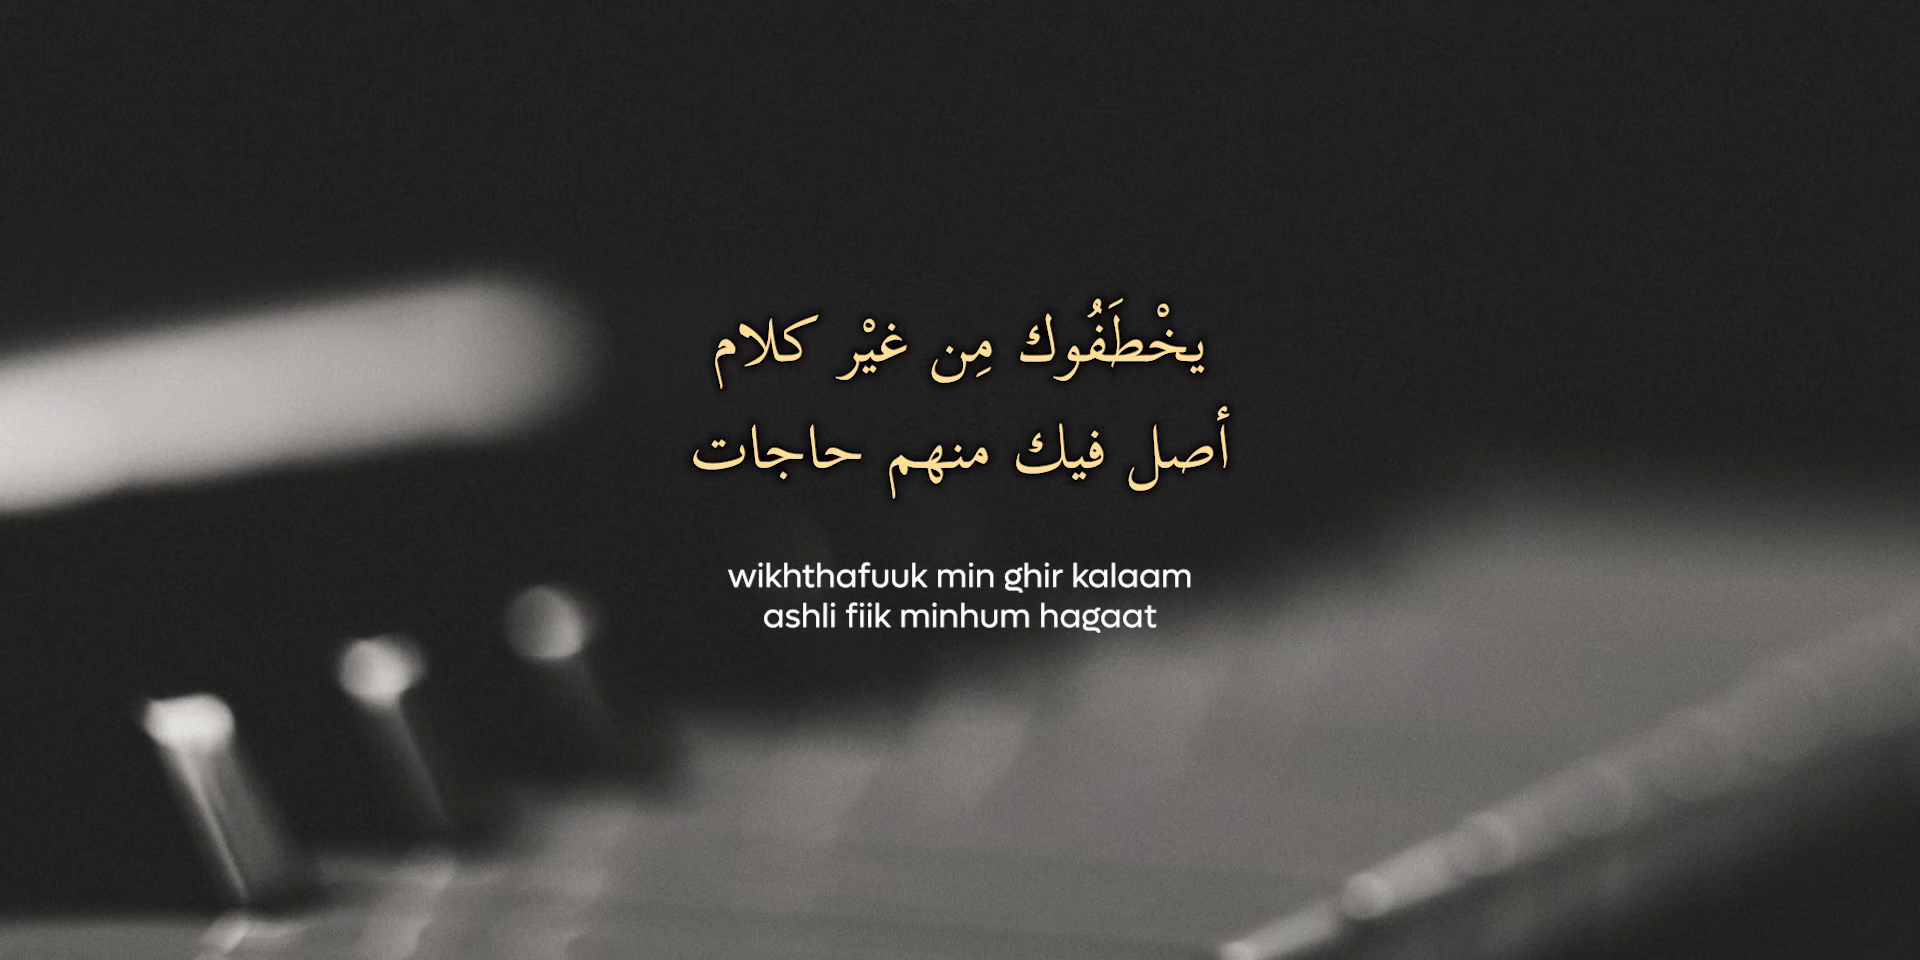 يخْطَفُوك مِن غيْر كلام
أصل فيك منهم حاجات
wikhthafuuk min ghir kalaam
ashli fiik minhum hagaat